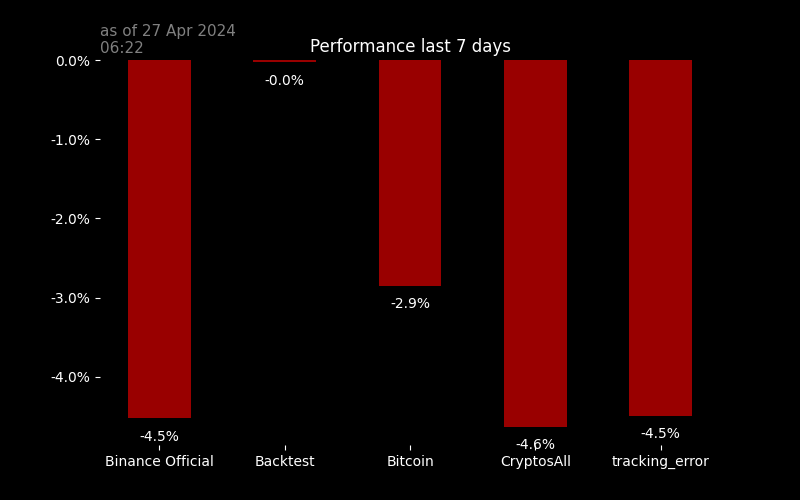 as of 27 Apr 2024
06:22
Performance last 7 days
0.0%
-1.0%
-2.0%
-3.0%
-4.0%
-4.5%
-0.0%
-2.9%
-4.6%
-4.5%
Binance Official
Backtest
Bitcoin
CryptosAll
tracking_error